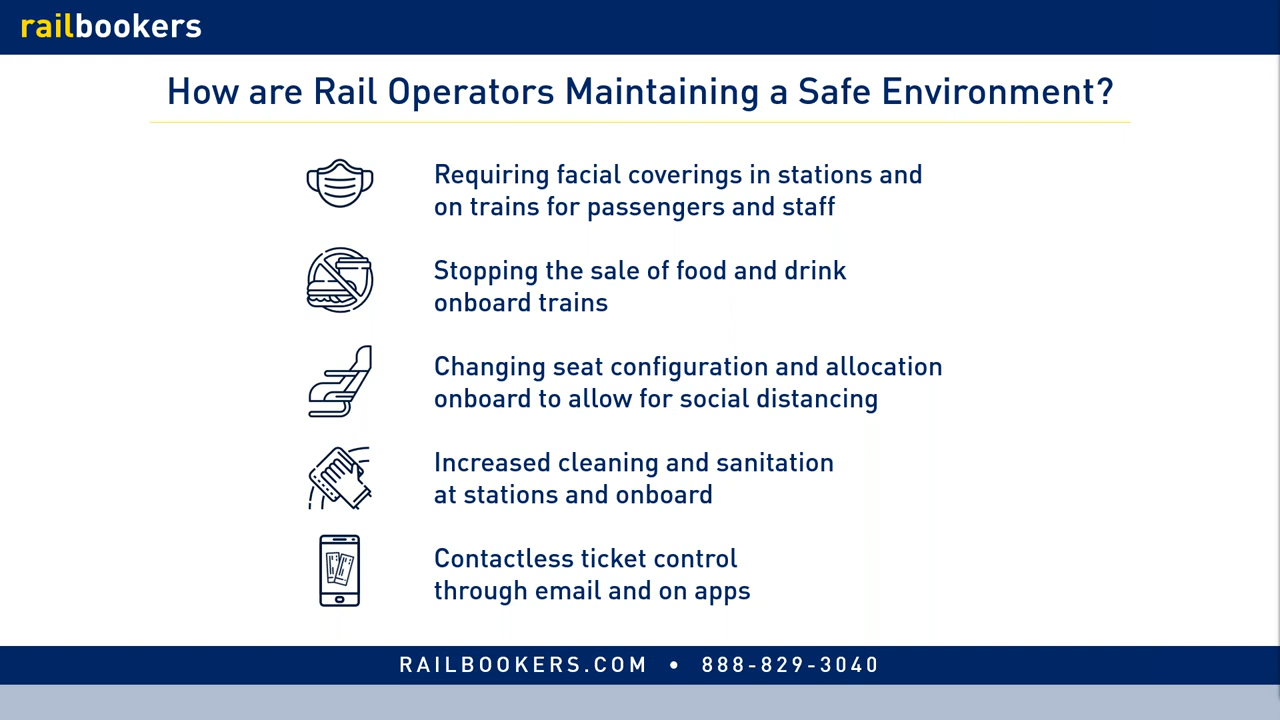 railbookers
How are Rail Operators Maintaining a Safe Environment?
Requiring facial coverings in stations and
on trains for passengers and staff
Stopping the sale of food and drink
onboard trains
Changing seat configuration and allocation
onboard to allow for social distancing
Increased cleaning and sanitation
at stations and onboard
Contactless ticket control
through email and on apps
RAILBOOKERS.COM • 888-829-3040